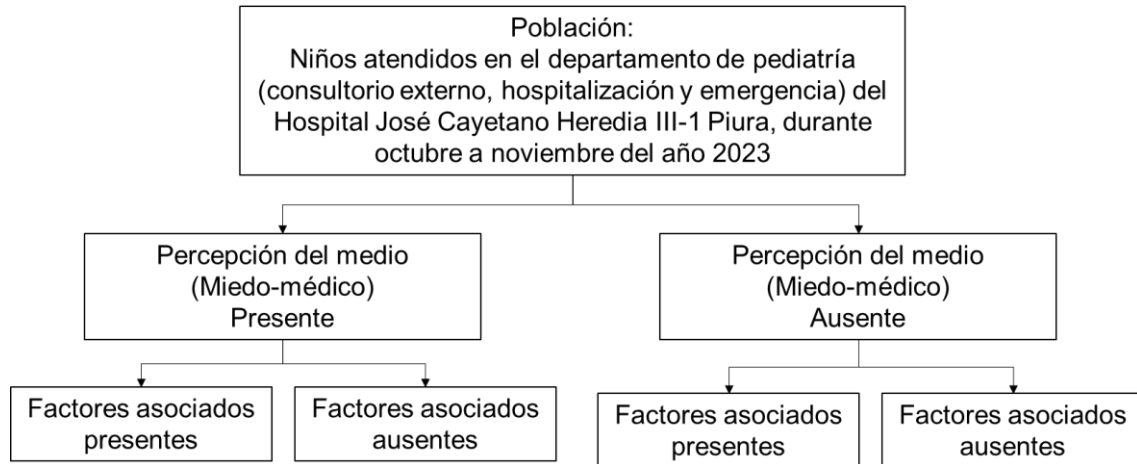 Población:
Niños atendidos en el departamento de pediatría
(consultorio externo, hospitalización y emergencia) del
Hospital José Cayetano Heredia III-1 Piura, durante
octubre a noviembre del año 2023
Percepción del medio
(Miedo-médico)
Presente
Percepción del medio
(Miedo-médico)
Ausente
Factores asociados
presentes
Factores asociados
ausentes
Factores asociados
presentes
Factores asociados
ausentes